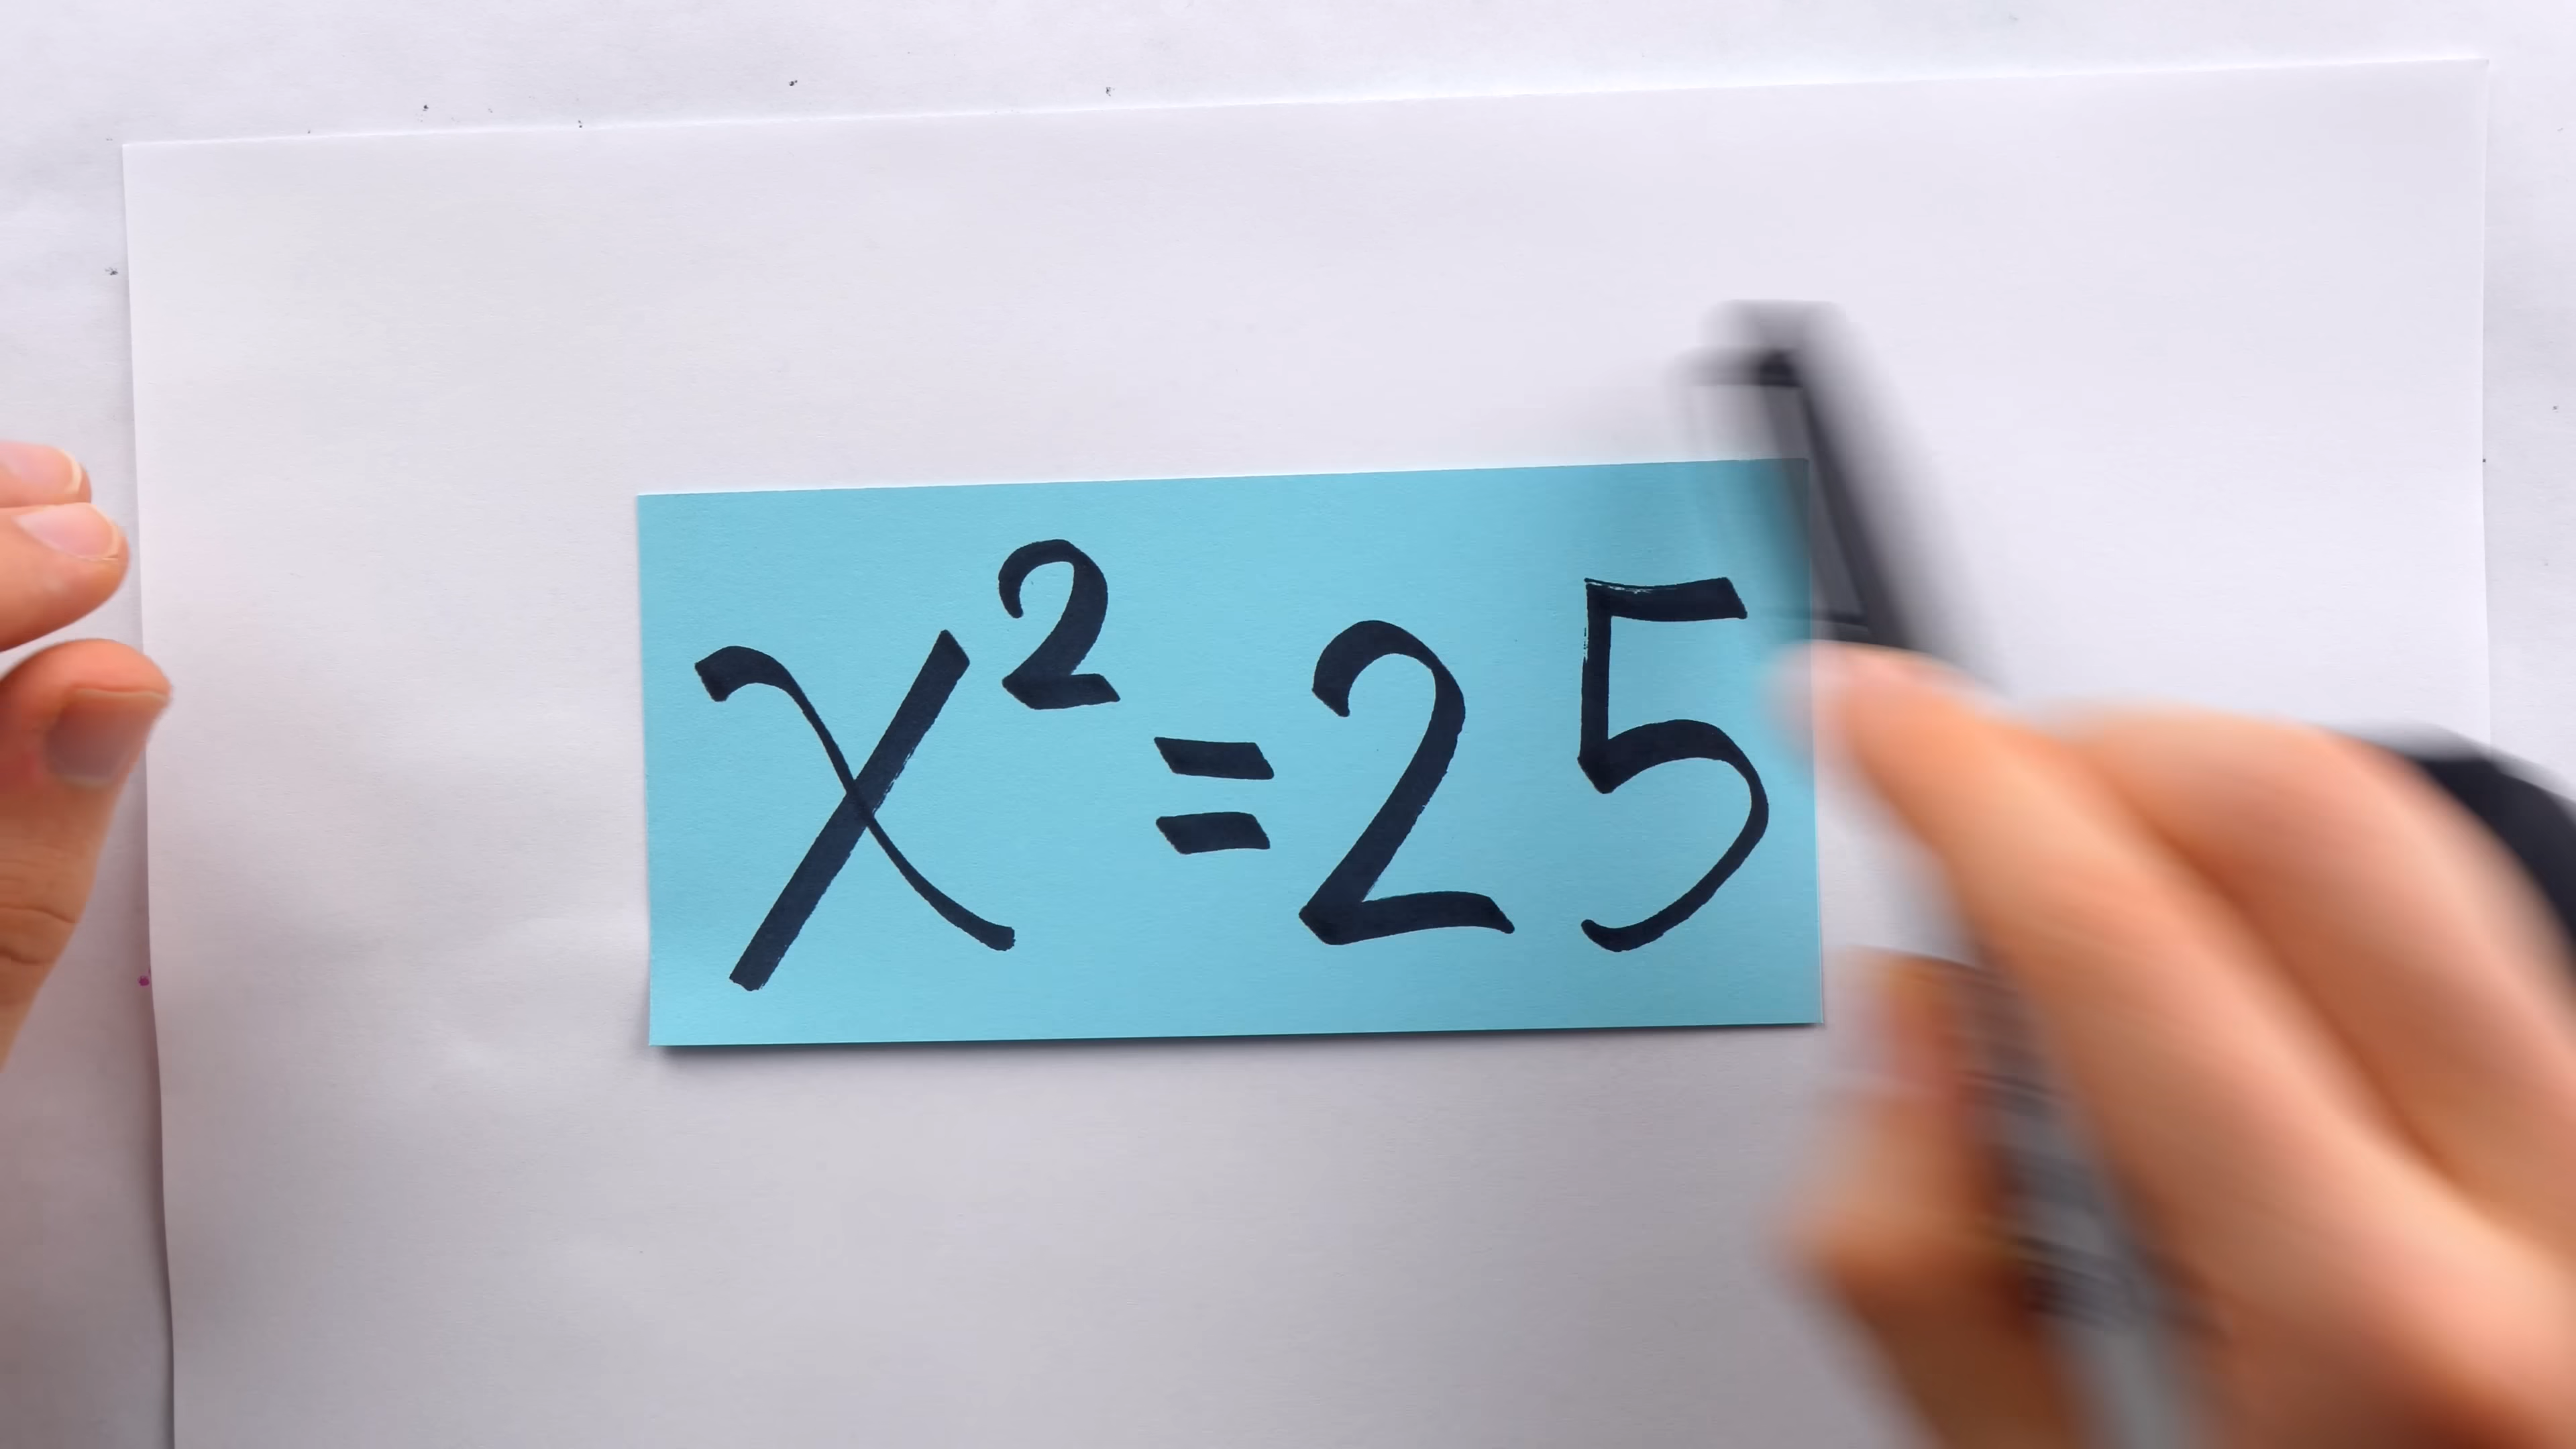 x² = 25